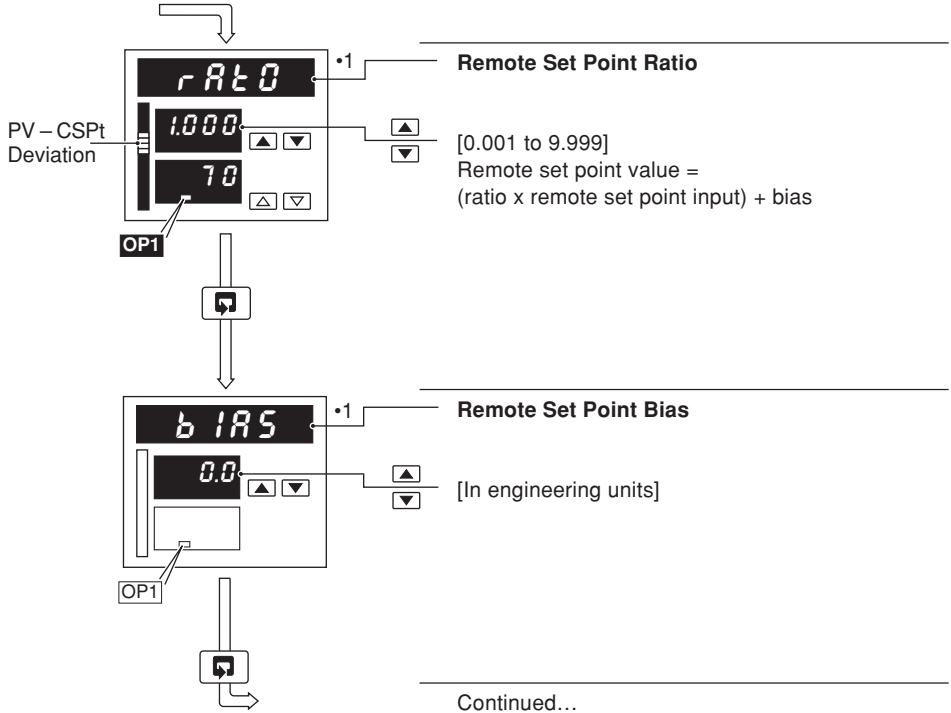 rAtO
•1
Remote Set Point Ratio
PV – CSPt
Deviation
1.000
[0.001 to 9.999]
Remote set point value =
(ratio x remote set point input) + bias
70
OP1
bIAS
•1
Remote Set Point Bias
0.0
[In engineering units]
OP1
Continued…